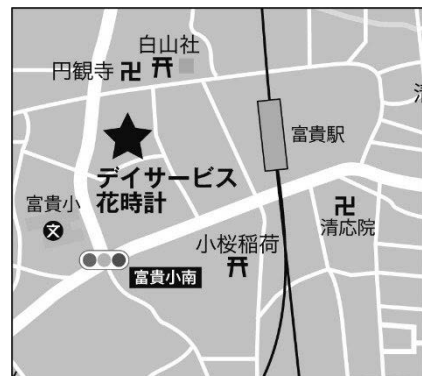 白山社
円観寺
富貴駅
デイサービス
花時計
富貴小
文
清応院
小桜稲荷
富貴小南